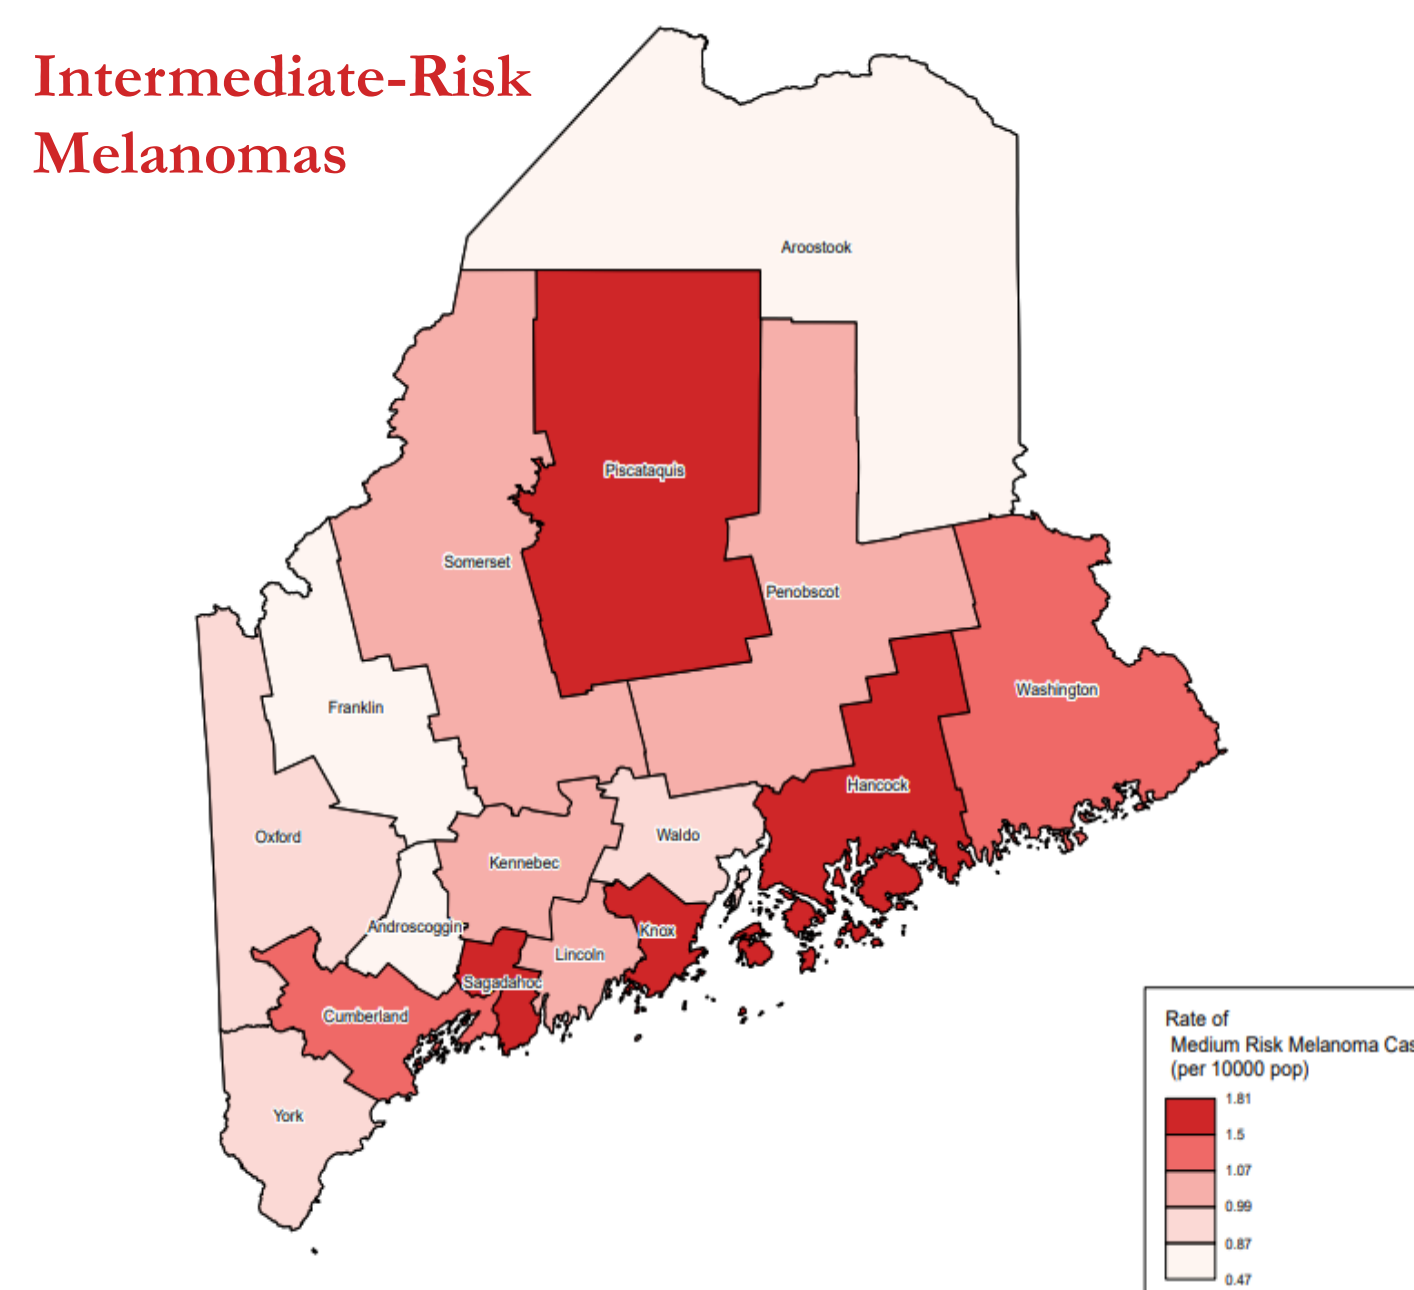 Intermediate-Risk
Melanomas
Aroostook
Piscataquis
Somerset
Penobscot
Washington
Franklin
Hancock
Oxford
Waldo
Kennebec
Androscoggin
Knox
Lincoln
Sagadahoc
Cumberland
York
Rate of
Medium Risk Melanoma Cas
(per 10000 pop)
1.81
1.5
1.07
0.99
0.87
0.47